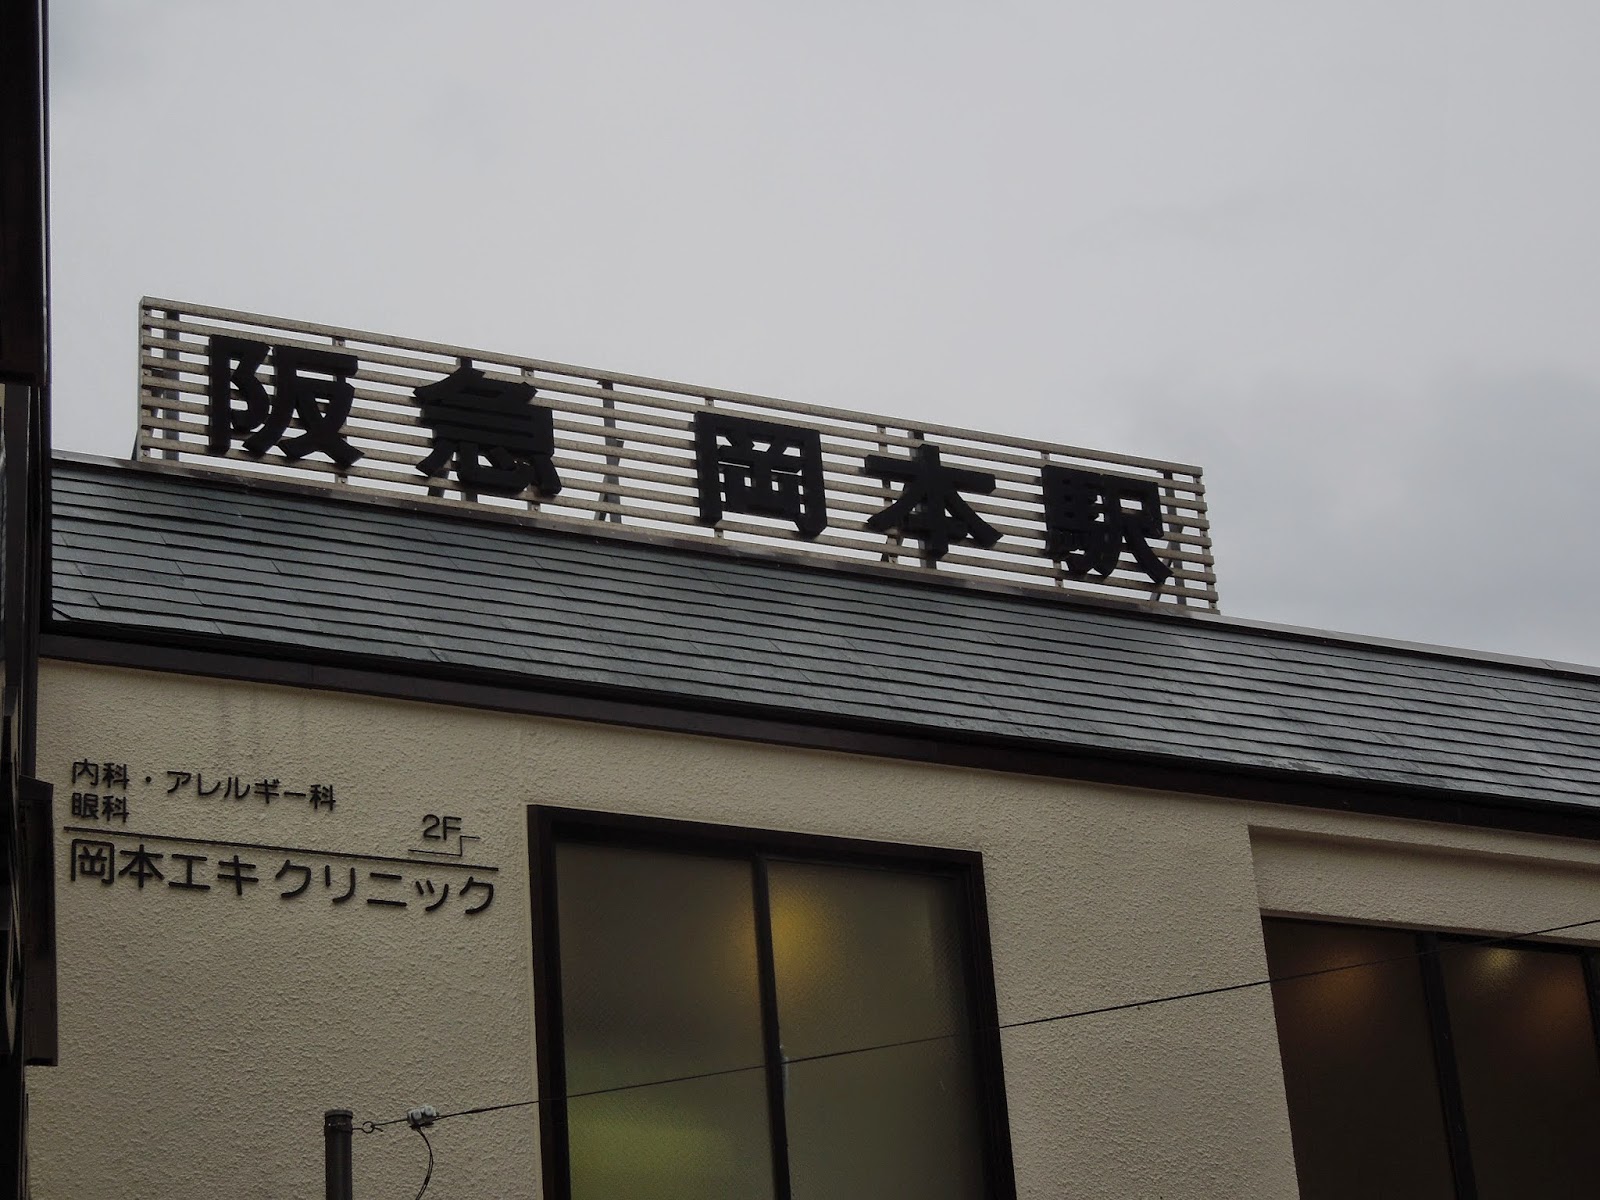 阪急 岡本駅
内科・アレルギー科
眼科
2F
岡本エキクリニック